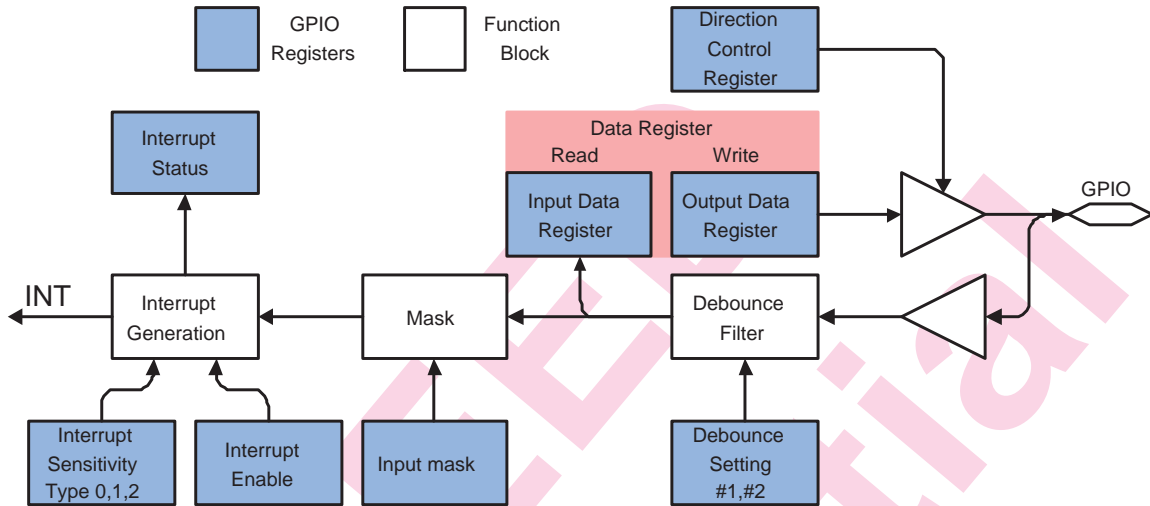 GPIO
Registers
Function
Block
Direction
Control
Register
Interrupt
Status
Data Register
Read
Write
Input Data
Register
Output Data
Register
GPIO
INT
Interrupt
Generation
Mask
Debounce
Filter
Interrupt
Sensitivity
Type 0,1,2
Interrupt
Enable
Input mask
Debounce
Setting
#1,#2